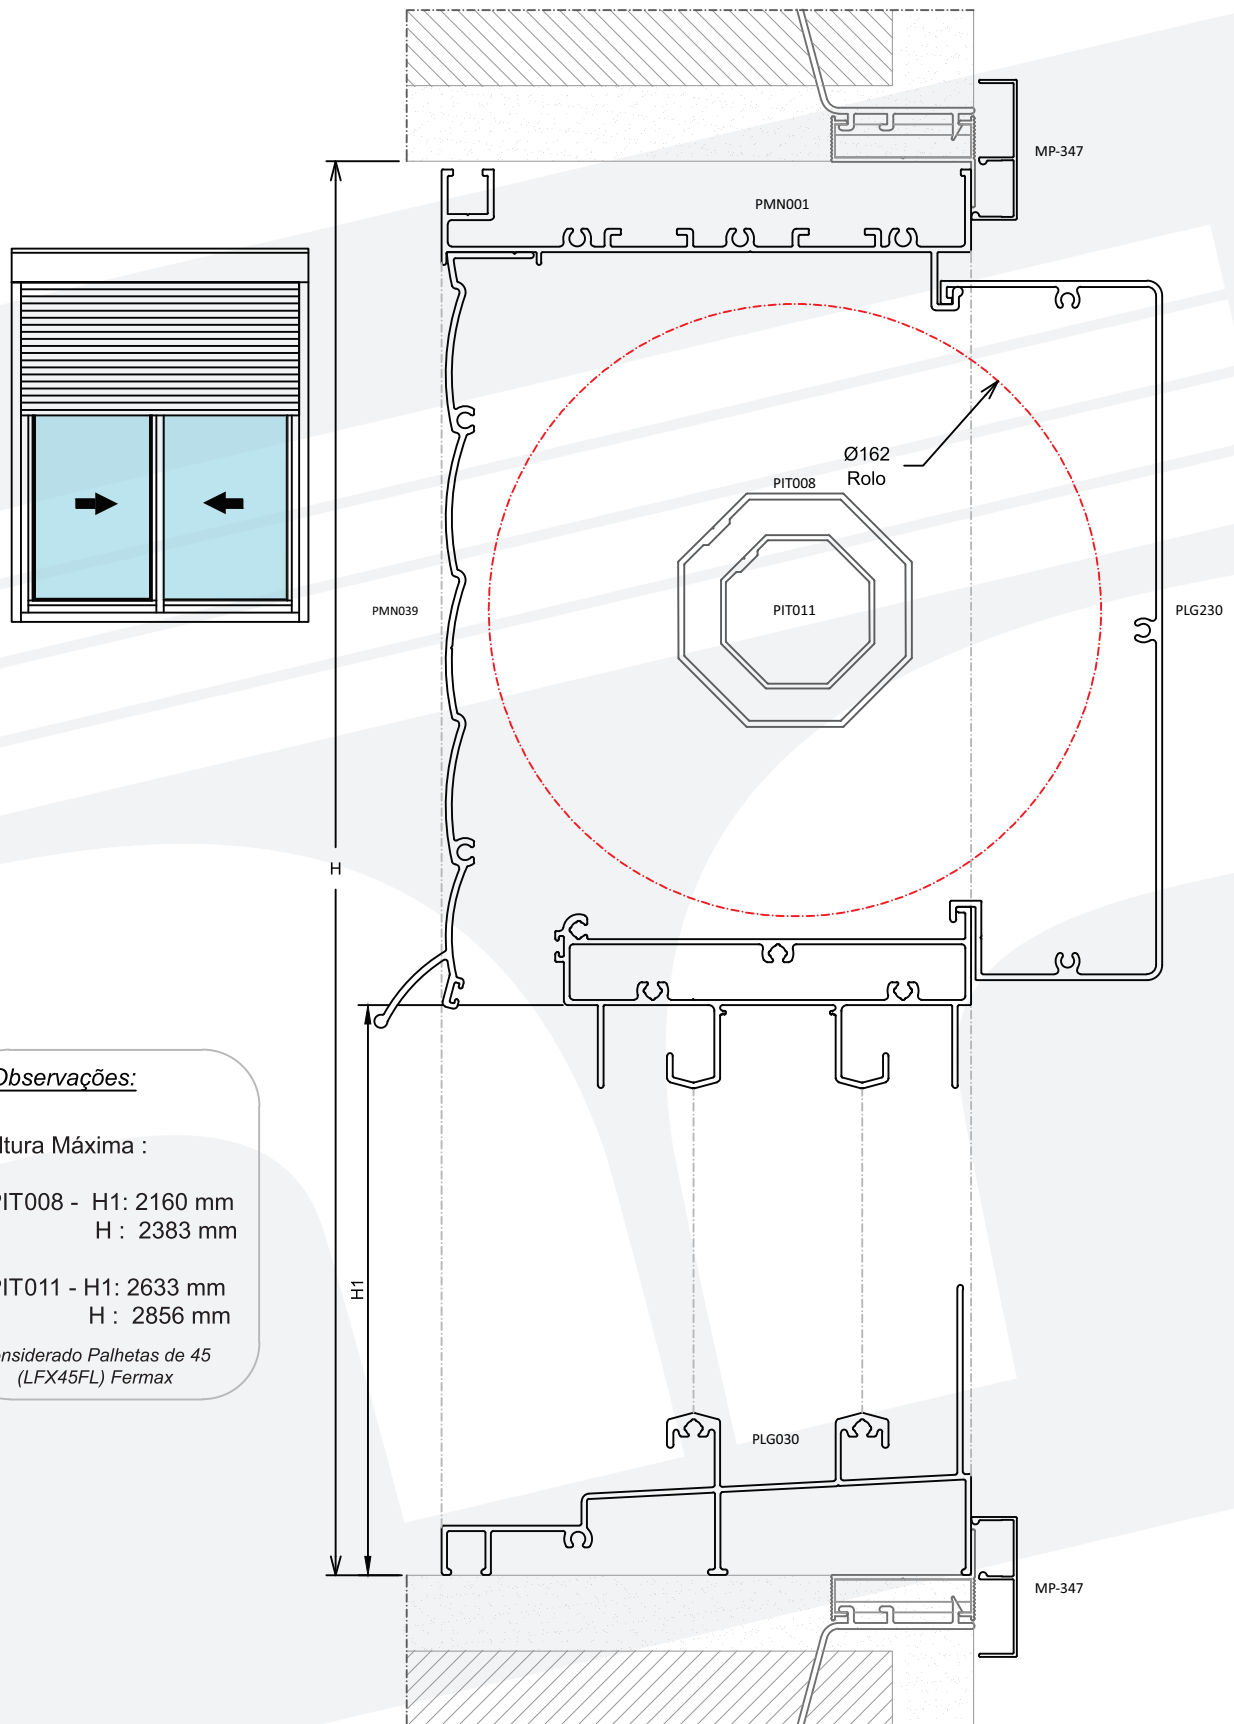 MP-347
PMN001
Ø162
Rolo
PIT008
PMN039
PIT011
PLG230
H
Observações:
ltura Máxima :
PIT008 - H1: 2160 mm
H : 2383 mm
PIT011 - H1: 2633 mm
H : 2856 mm
nsiderado Palhetas de 45
(LFX45FL) Fermax
H1
PLG030
MP-347